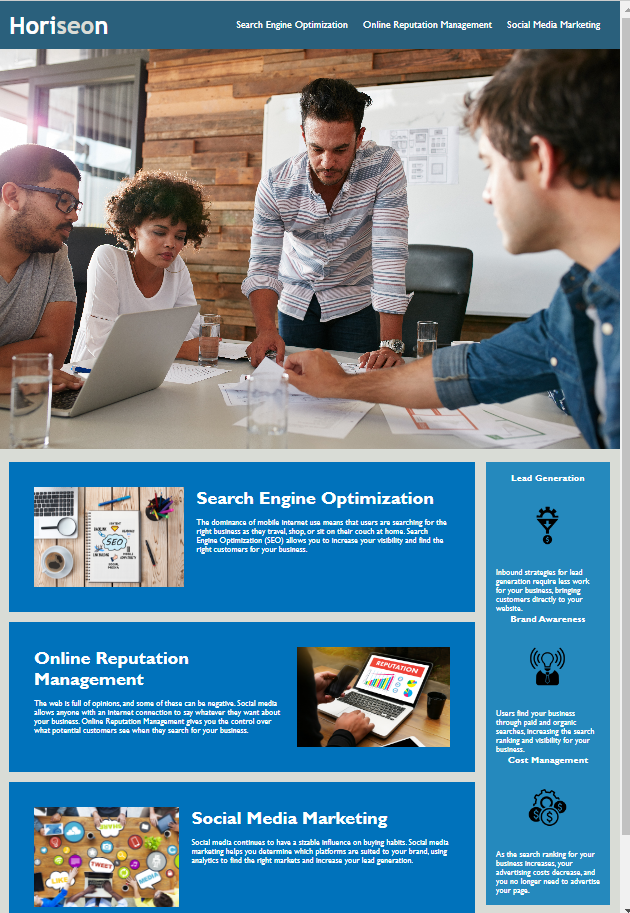 Horiseon
Search Engine Optimization
Online Reputation Management
Social Media Marketing
SEO
Search Engine Optimization
The dominance of mobile internet use means that users are searching for the
right business as they travel, shop, or sit on their couch at home. Search
Engine Optimization (SEO) allows you to increase your visibility and find the
right customers for your business.
Online Reputation
Management
The web is full of opinions, and some of these can be negative. Social media
allows anyone with an internet connection to say whatever they want about
your business. Online Reputation Management gives you the control over
what potential customers see when they search for your business.
REPUTATION
TWEET
LIKE
MEDIA
Social Media Marketing
Social media continues to have a sizable influence on buying habits. Social media
marketing helps you determine which platforms are suited to your brand, using
analytics to find the right markets and increase your lead generation.
Lead Generation
Inbound strategies for lead
generation require less work
for your business, bringing
customers directly to your
website.
Brand Awareness
Users find your business
through paid and organic
searches, increasing the search
ranking and visibility for your
business.
Cost Management
As the search ranking for your
business increases, your
advertising costs decrease, and
you no longer need to advertise
your page.